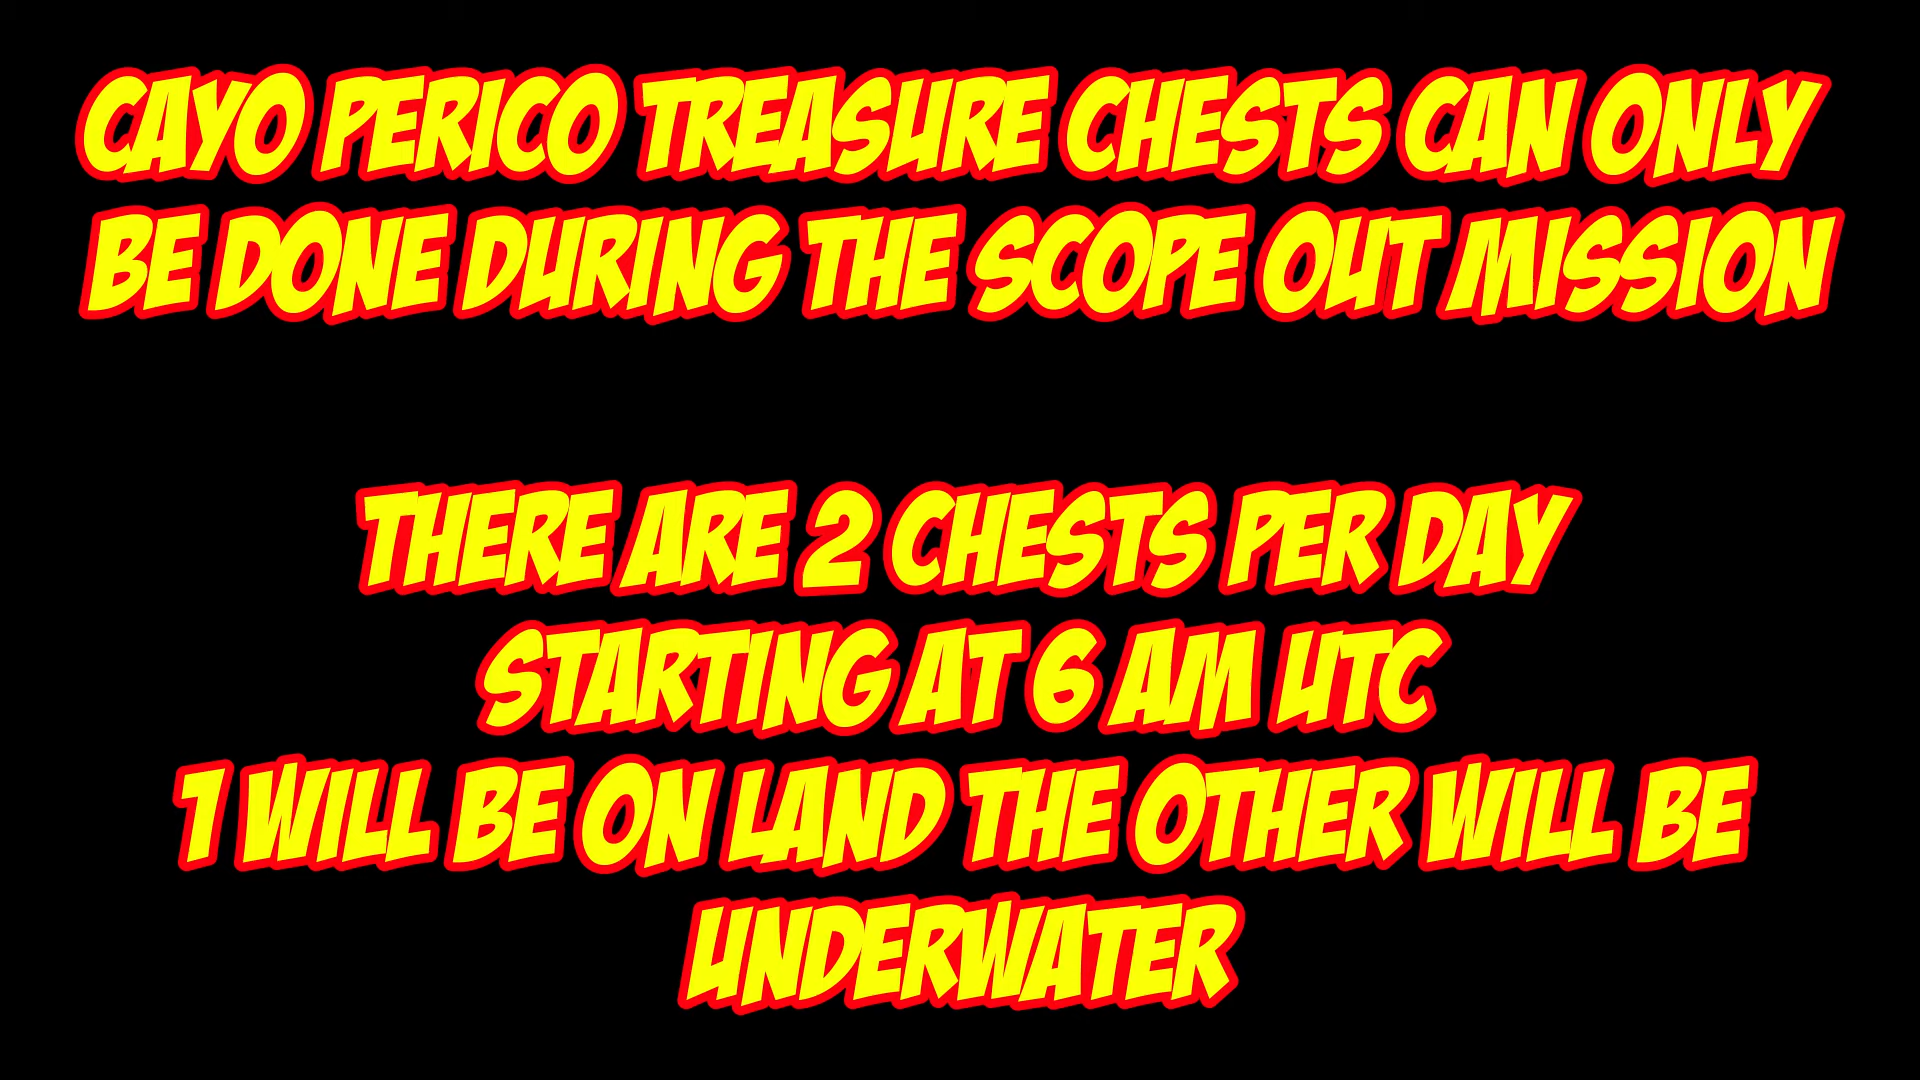 CAYO PERICO TREASURE CHESTS CAN ONLY
BE DONE DURING THE SCOPE OUT MISSION
THERE ARE 2 CHESTS PER DAY
STARTING AT 6 AM UTC
1 WILL BE ON LAND THE OTHER WILL BE
UNDERWATER